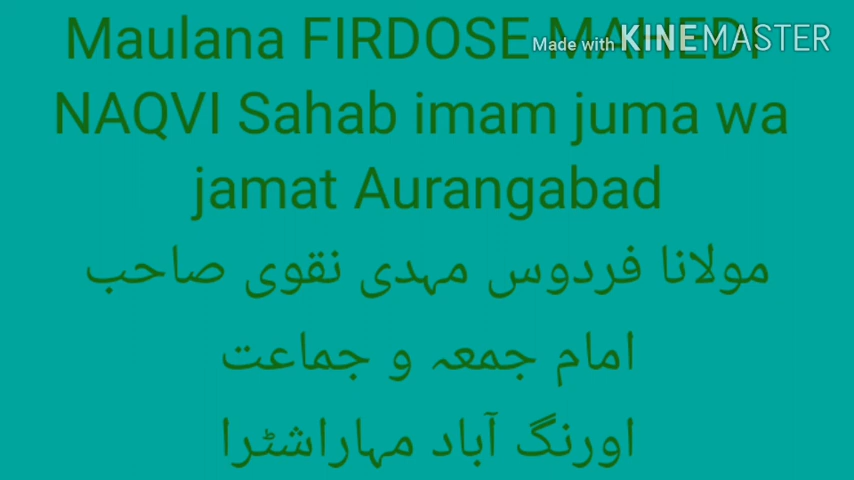 Maulana FIRDOSE MAHEDI
Made with KINEMASTER
NAQVI Sahab imam juma wa
jamat Aurangabad
مولانا فردوس مہدی نقوی صاحب
امام جمعہ و جماعت
اورنگ آباد مہاراشٹرا